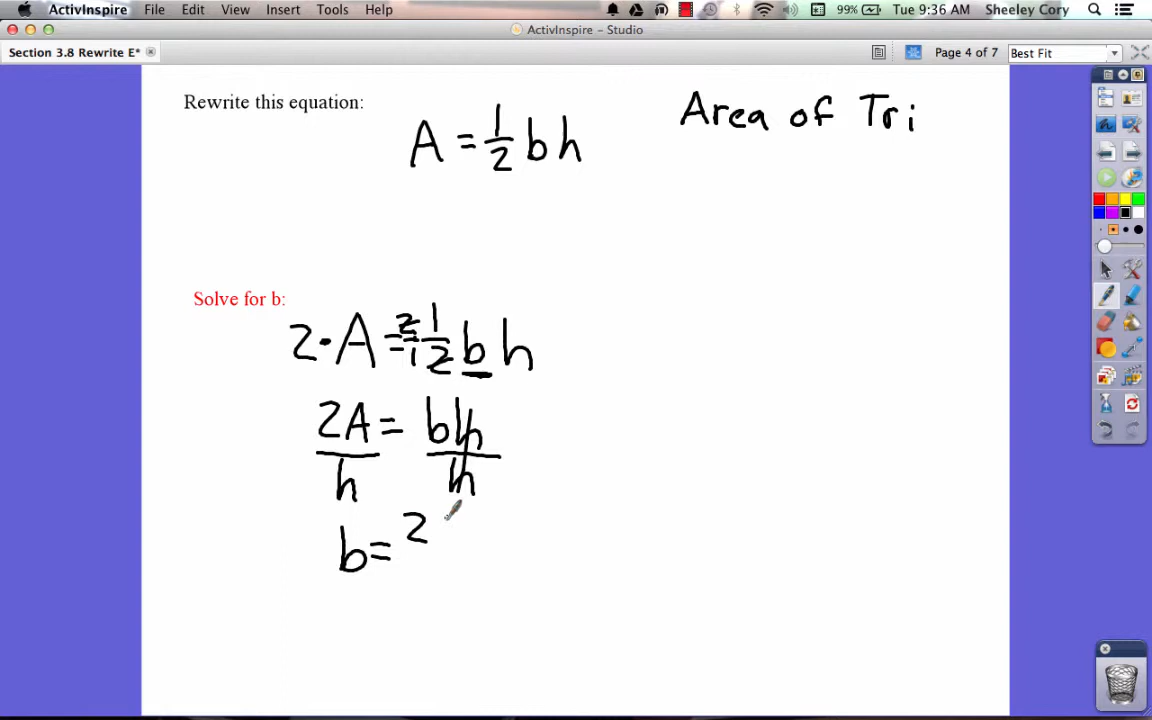 ActivInspire File Edit View Insert Tools Help 99% Tue 9:36 AM Sheeley Cory
ActivInspire – Studio
Section 3.8 Rewrite E* Page 4 of 7 Best Fit
Rewrite this equation:
Area of Tri
A = 1/2 b h
Solve for b:
2 • A = 2/1 1/2 b h
2A/h = bh/h
b = 2